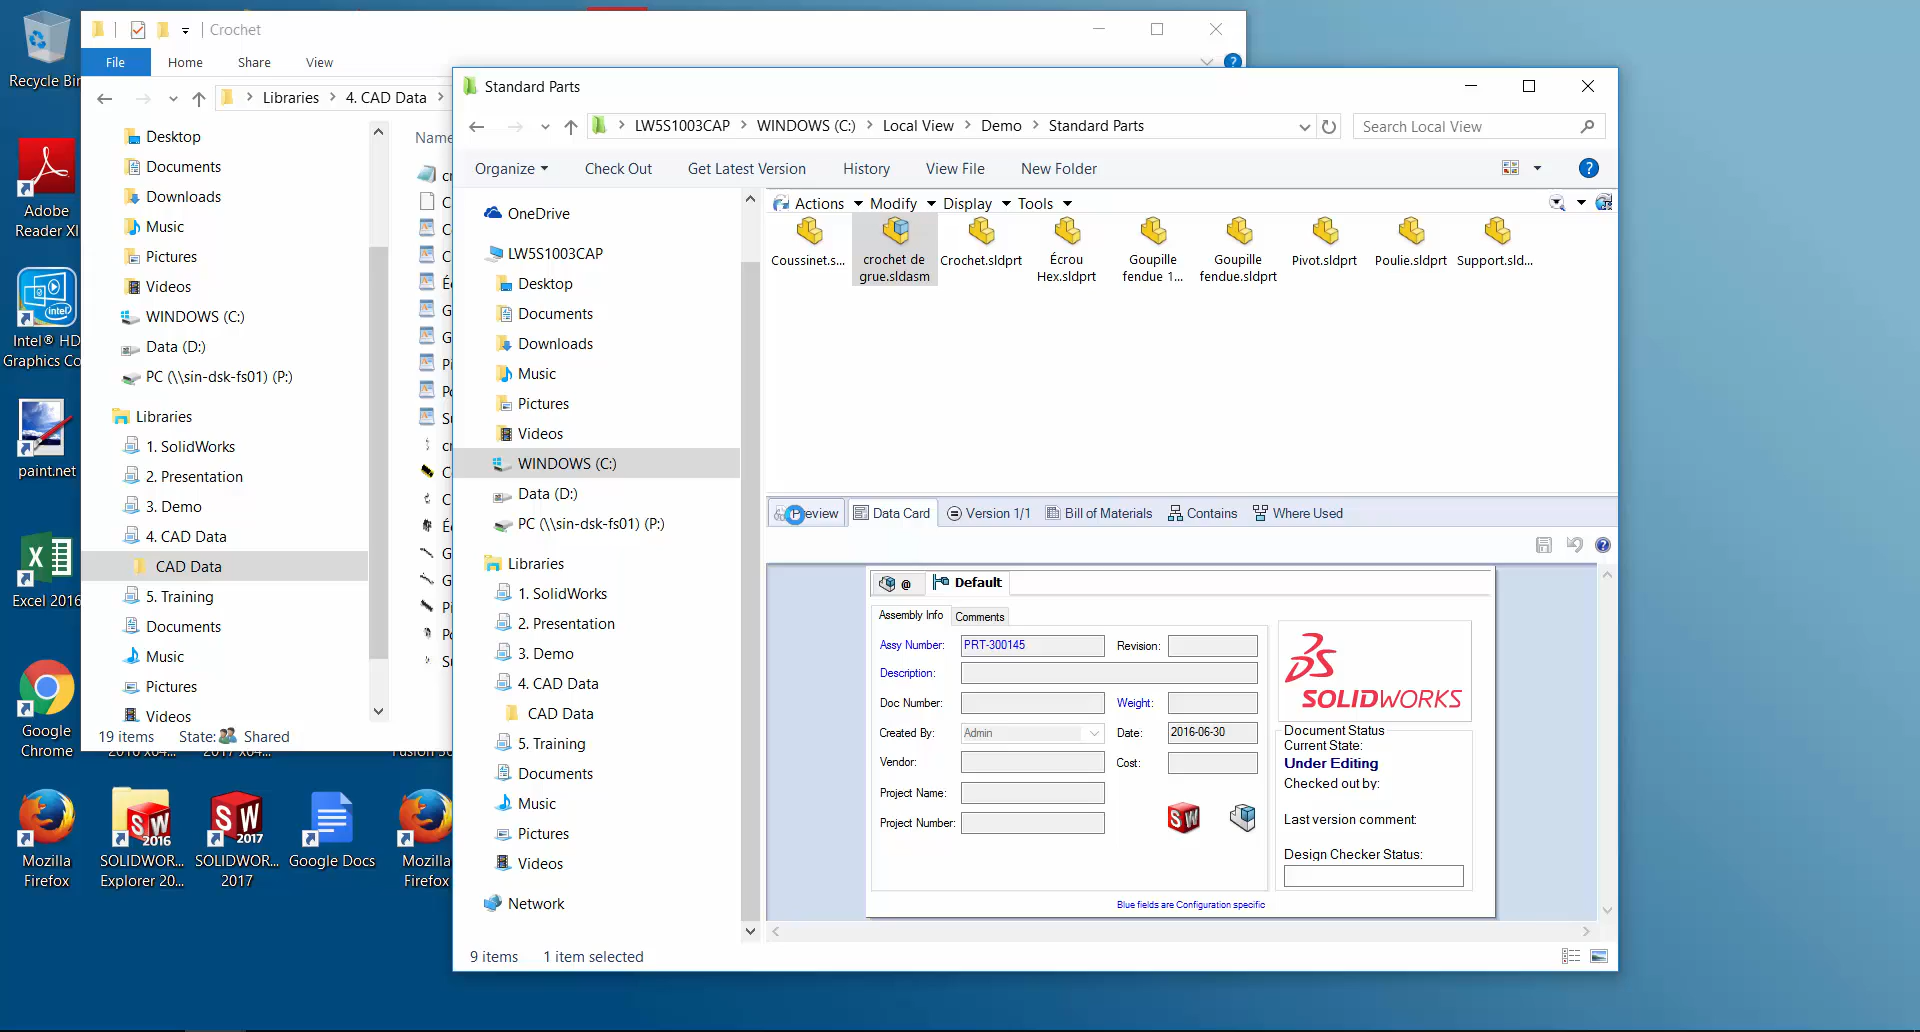 Recycle Bin
Adobe
Reader XI
Intel® HD
Graphics Co
paint.net
Excel 2016
Google
Chrome
Mozilla
Firefox
SOLIDWOR...
Explorer 20...
SOLIDWOR...
2017
Google Docs
Mozilla
Firefox
Crochet
File
Home
Share
View
Libraries
4. CAD Data
Name
Desktop
Documents
Downloads
Music
Pictures
Videos
WINDOWS (C:)
Data (D:)
PC (\\sin-dsk-fs01) (P:)
Libraries
1. SolidWorks
2. Presentation
3. Demo
4. CAD Data
CAD Data
5. Training
Documents
Music
Pictures
Videos
19 items
State: Shared
Standard Parts
LW5S1003CAP
WINDOWS (C:)
Local View
Demo
Standard Parts
Search Local View
Organize
Check Out
Get Latest Version
History
View File
New Folder
OneDrive
LW5S1003CAP
Desktop
Documents
Downloads
Music
Pictures
Videos
WINDOWS (C:)
Data (D:)
PC (\\sin-dsk-fs01) (P:)
Libraries
1. SolidWorks
2. Presentation
3. Demo
4. CAD Data
CAD Data
5. Training
Documents
Music
Pictures
Videos
Network
Actions
Modify
Display
Tools
Coussinet.s...
crochet de
grue.sldasm
Crochet.sldprt
Écrou
Hex.sldprt
Goupille
fendue 1...
Goupille
fendue.sldprt
Pivot.sldprt
Poulie.sldprt
Support.sld...
Preview
Data Card
Version 1/1
Bill of Materials
Contains
Where Used
@
Default
Assembly Info
Comments
Assy Number: PRT-300145
Revision:
Description:
Doc Number:
Weight:
Created By: Admin
Date: 2016-06-30
Vendor:
Cost:
Project Name:
Project Number:
SOLIDWORKS
Document Status
Current State:
Under Editing
Checked out by:
Last version comment:
Design Checker Status:
Blue fields are Configuration specific
9 items
1 item selected